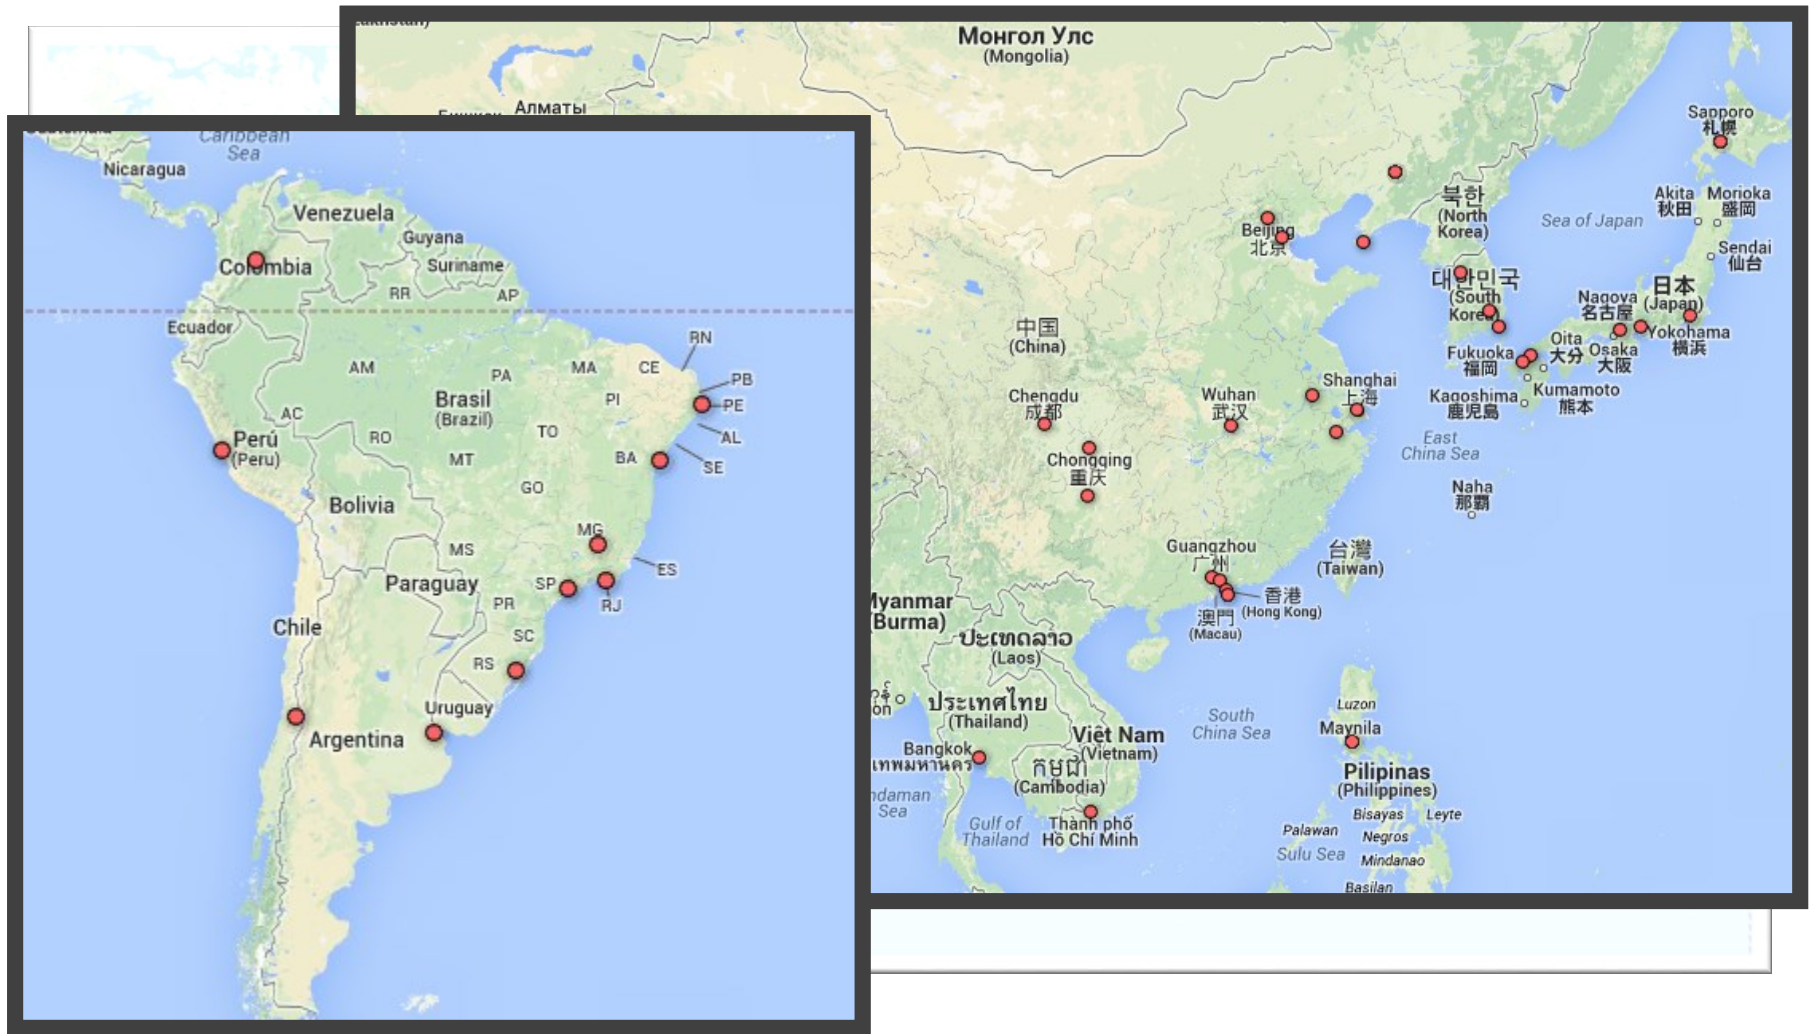 Монгол Улс
(Mongolia)
Алматы
Sapporo
札幌
북한
(North
Korea)
Sea of Japan
Akita
秋田
Morioka
盛岡
Sendai
仙台
Beijing
北京
대한민국
(South
Korea)
日本
(Japan)
Nagoya
名古屋
Yokohama
横浜
Oita
大分
Osaka
大阪
Fukuoka
福岡
Kumamoto
熊本
Kagoshima
鹿児島
中国
(China)
Chengdu
成都
Wuhan
武汉
Shanghai
上海
Chongqing
重庆
East
China Sea
Naha
那覇
Guangzhou
广州
台灣
(Taiwan)
香港
(Hong Kong)
澳門
(Macau)
Myanmar
(Burma)
ປະເທດລາວ
(Laos)
ประเทศไทย
(Thailand)
Bangkok
Việt Nam
(Vietnam)
កម្ពុជា
(Cambodia)
South
China Sea
Luzon
Maynila
Pilipinas
(Philippines)
Bisayas
Leyte
Palawan
Negros
Sulu Sea
Mindanao
Basilan
Sea
Gulf of
Thailand
Thành phố
Hồ Chí Minh
Caribbean
Sea
Nicaragua
Venezuela
Guyana
Colombia
Suriname
RR
AP
Ecuador
RN
AM
PA
MA
CE
PB
Brasil
(Brazil)
PI
PE
AC
TO
AL
RO
Perú
(Peru)
MT
BA
SE
GO
Bolivia
MG
MS
ES
Paraguay
SP
PR
RJ
Chile
SC
RS
Uruguay
Argentina